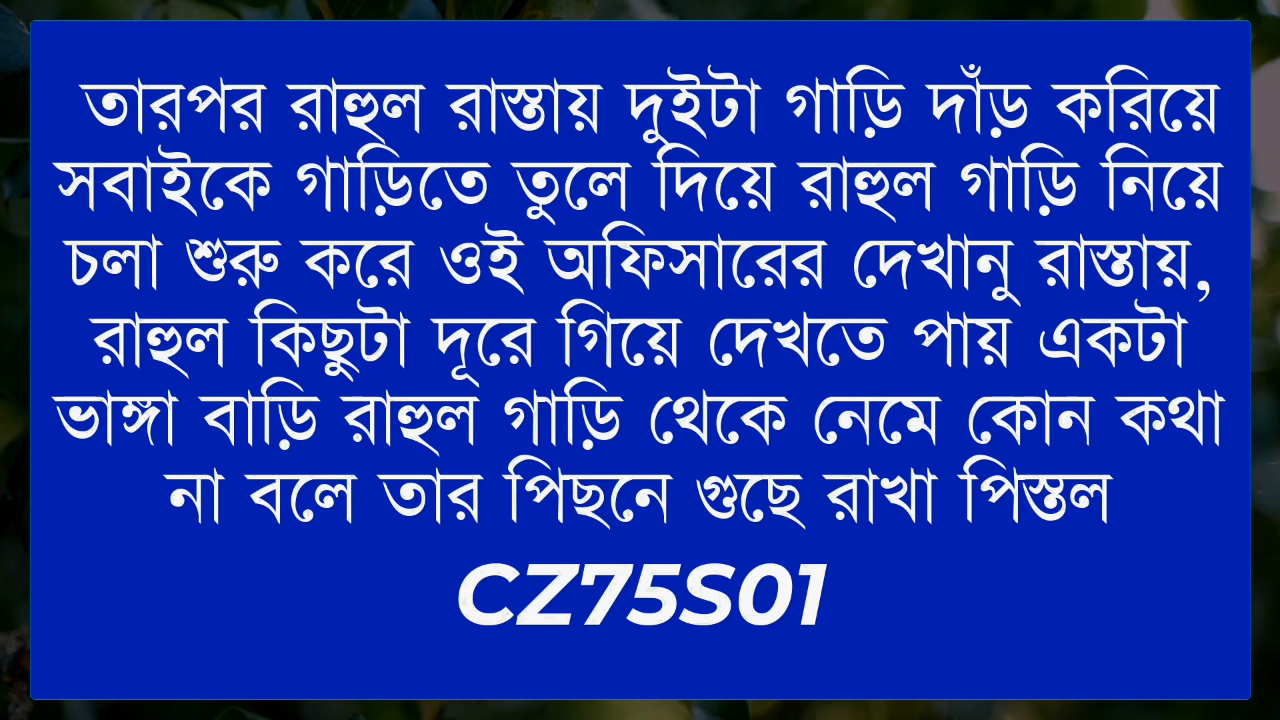 তারপর রাহুল রাস্তায় দুইটা গাড়ি দাঁড় করিয়ে
সবাইকে গাড়িতে তুলে দিয়ে রাহুল গাড়ি নিয়ে
চলা শুরু করে ওই অফিসারের দেখানু রাস্তায়,
রাহুল কিছুটা দূরে গিয়ে দেখতে পায় একটা
ভাঙ্গা বাড়ি রাহুল গাড়ি থেকে নেমে কোন কথা
না বলে তার পিছনে গুছে রাখা পিস্তল
CZ75S01